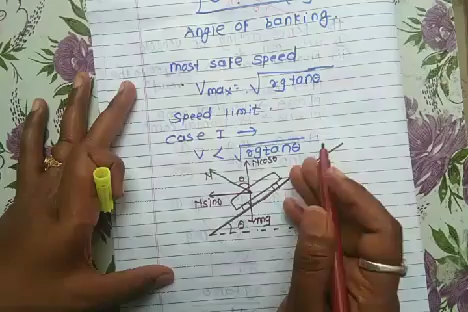 Angle of banking.
most safe speed
Vmax = √rgtanθ
Speed limit.
case I →
V < √rgtanθ
Ncosθ
N
θ
Nsinθ
mg
θ